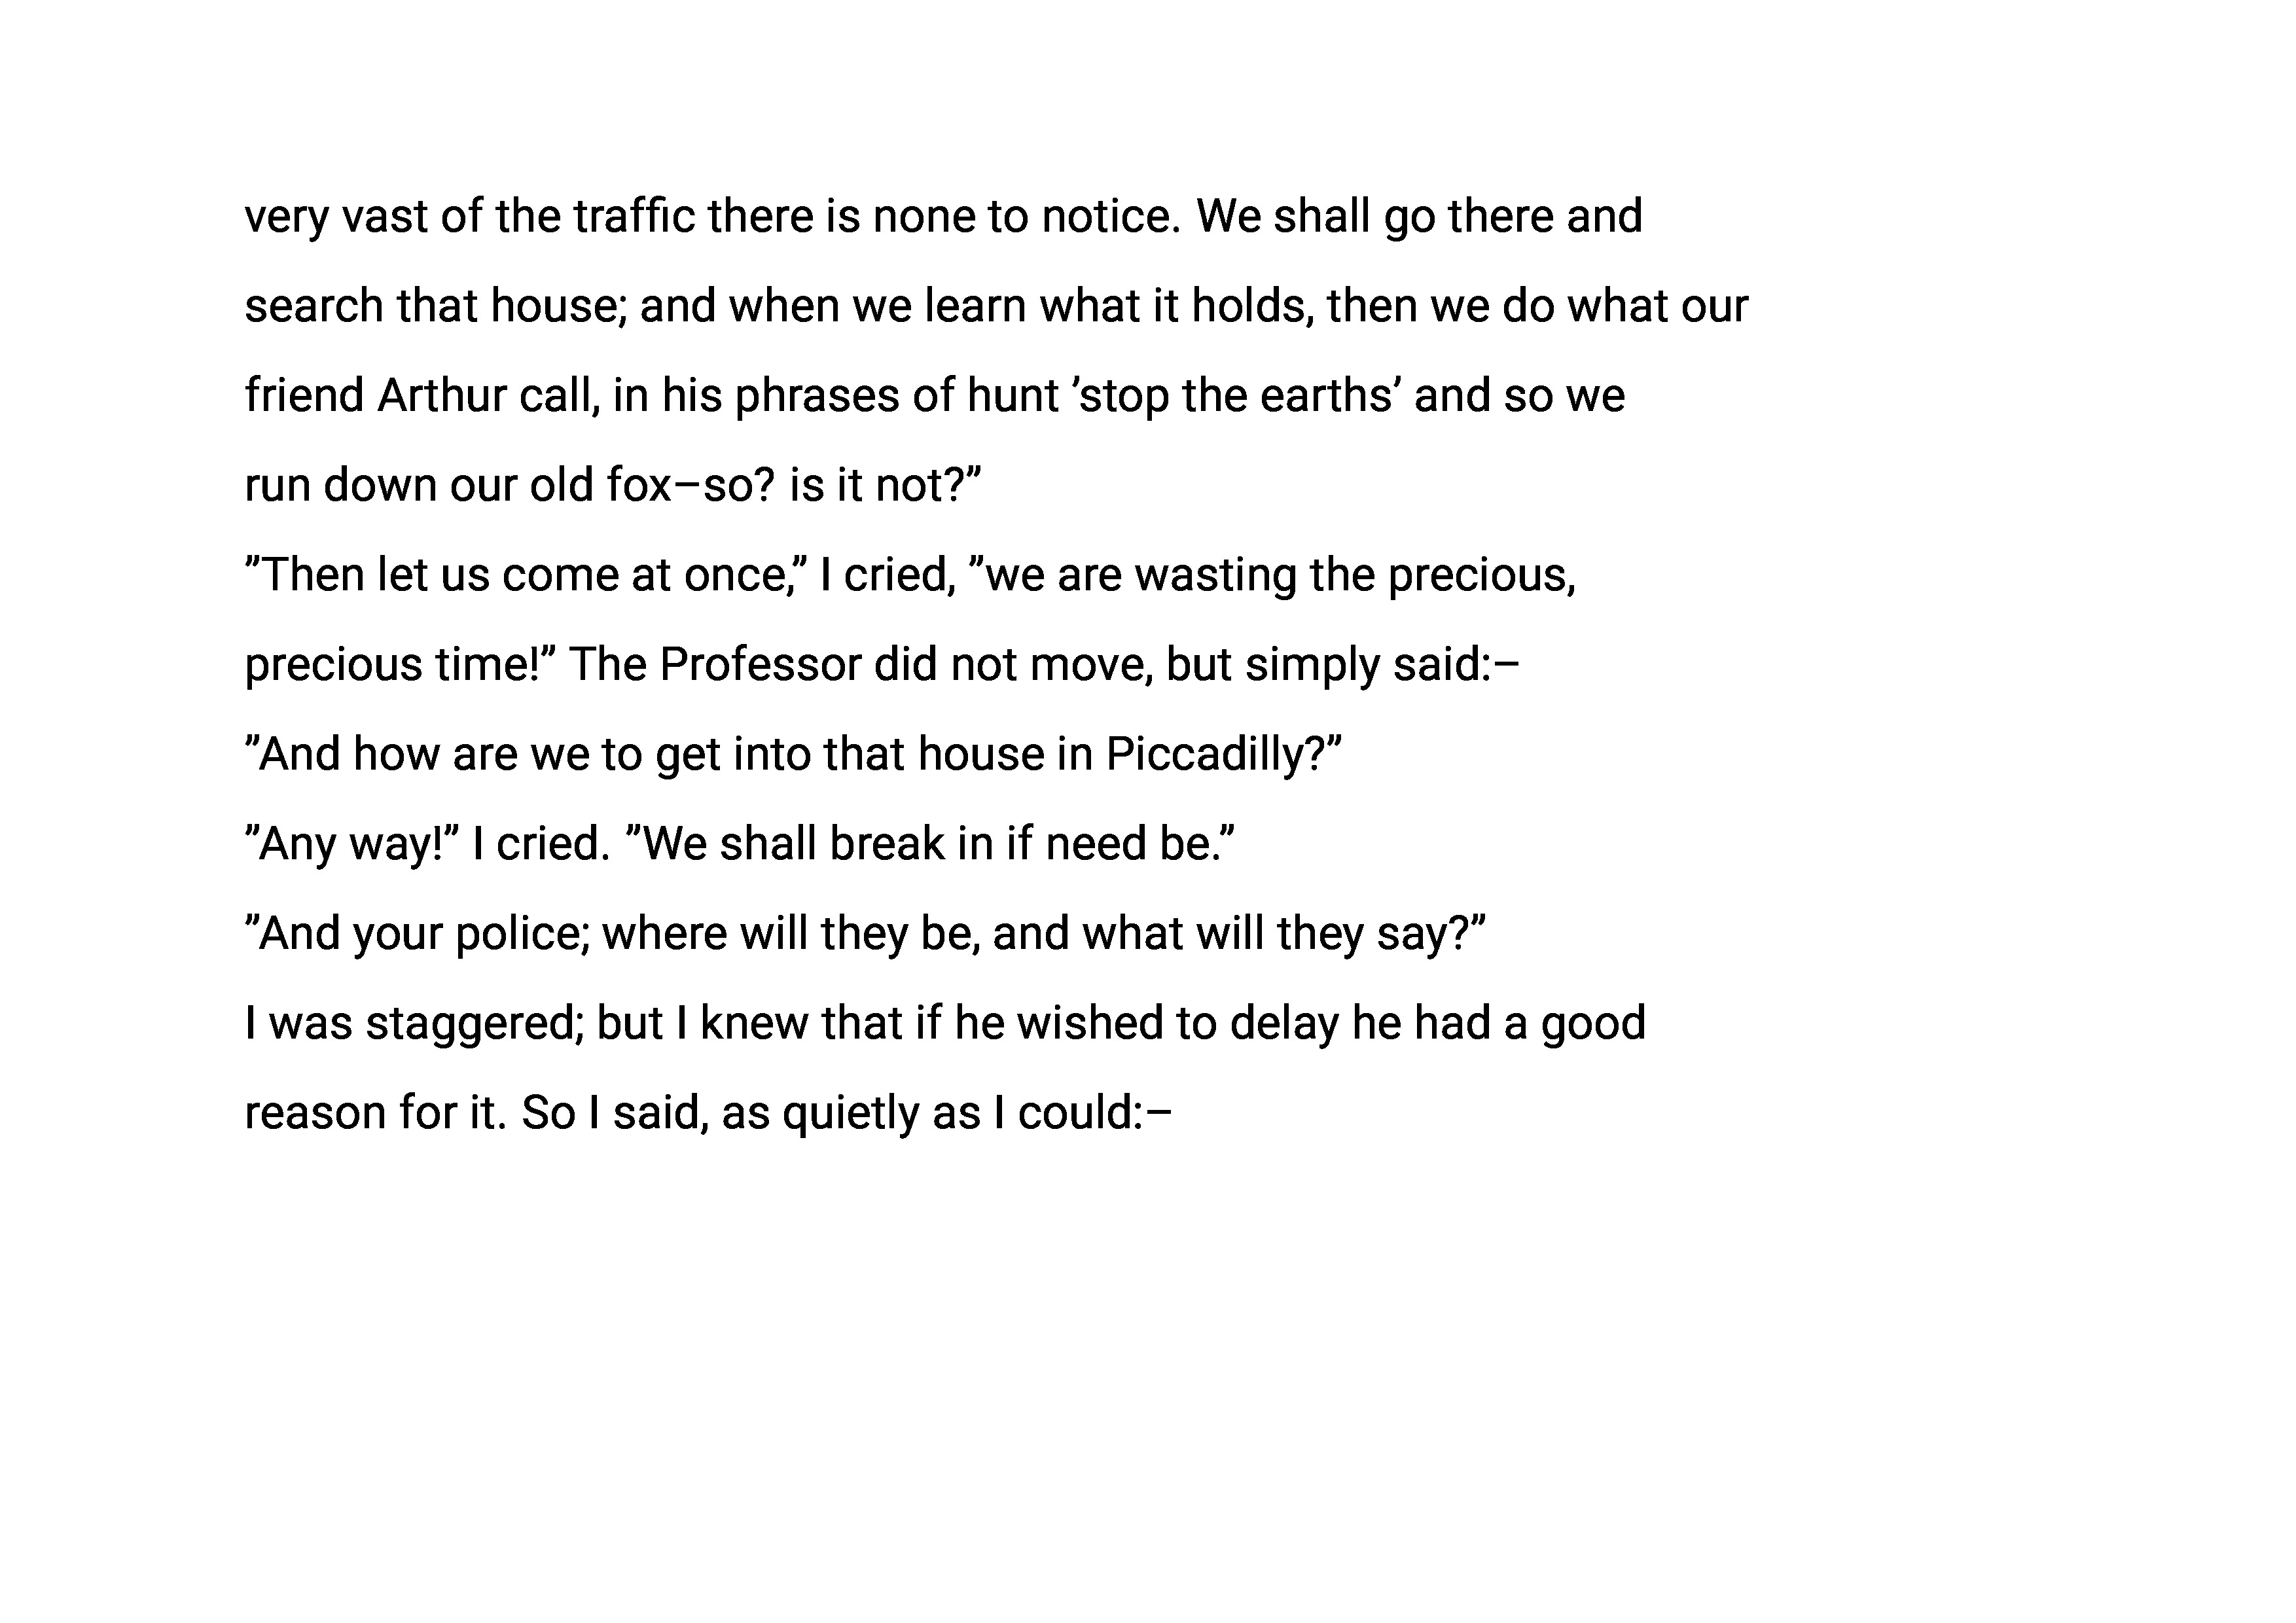 very vast of the traffic there is none to notice. We shall go there and
search that house; and when we learn what it holds, then we do what our
friend Arthur call, in his phrases of hunt ’stop the earths’ and so we
run down our old fox–so? is it not?”
”Then let us come at once,” I cried, ”we are wasting the precious,
precious time!” The Professor did not move, but simply said:–
”And how are we to get into that house in Piccadilly?”
”Any way!” I cried. ”We shall break in if need be.”
”And your police; where will they be, and what will they say?”
I was staggered; but I knew that if he wished to delay he had a good
reason for it. So I said, as quietly as I could:–